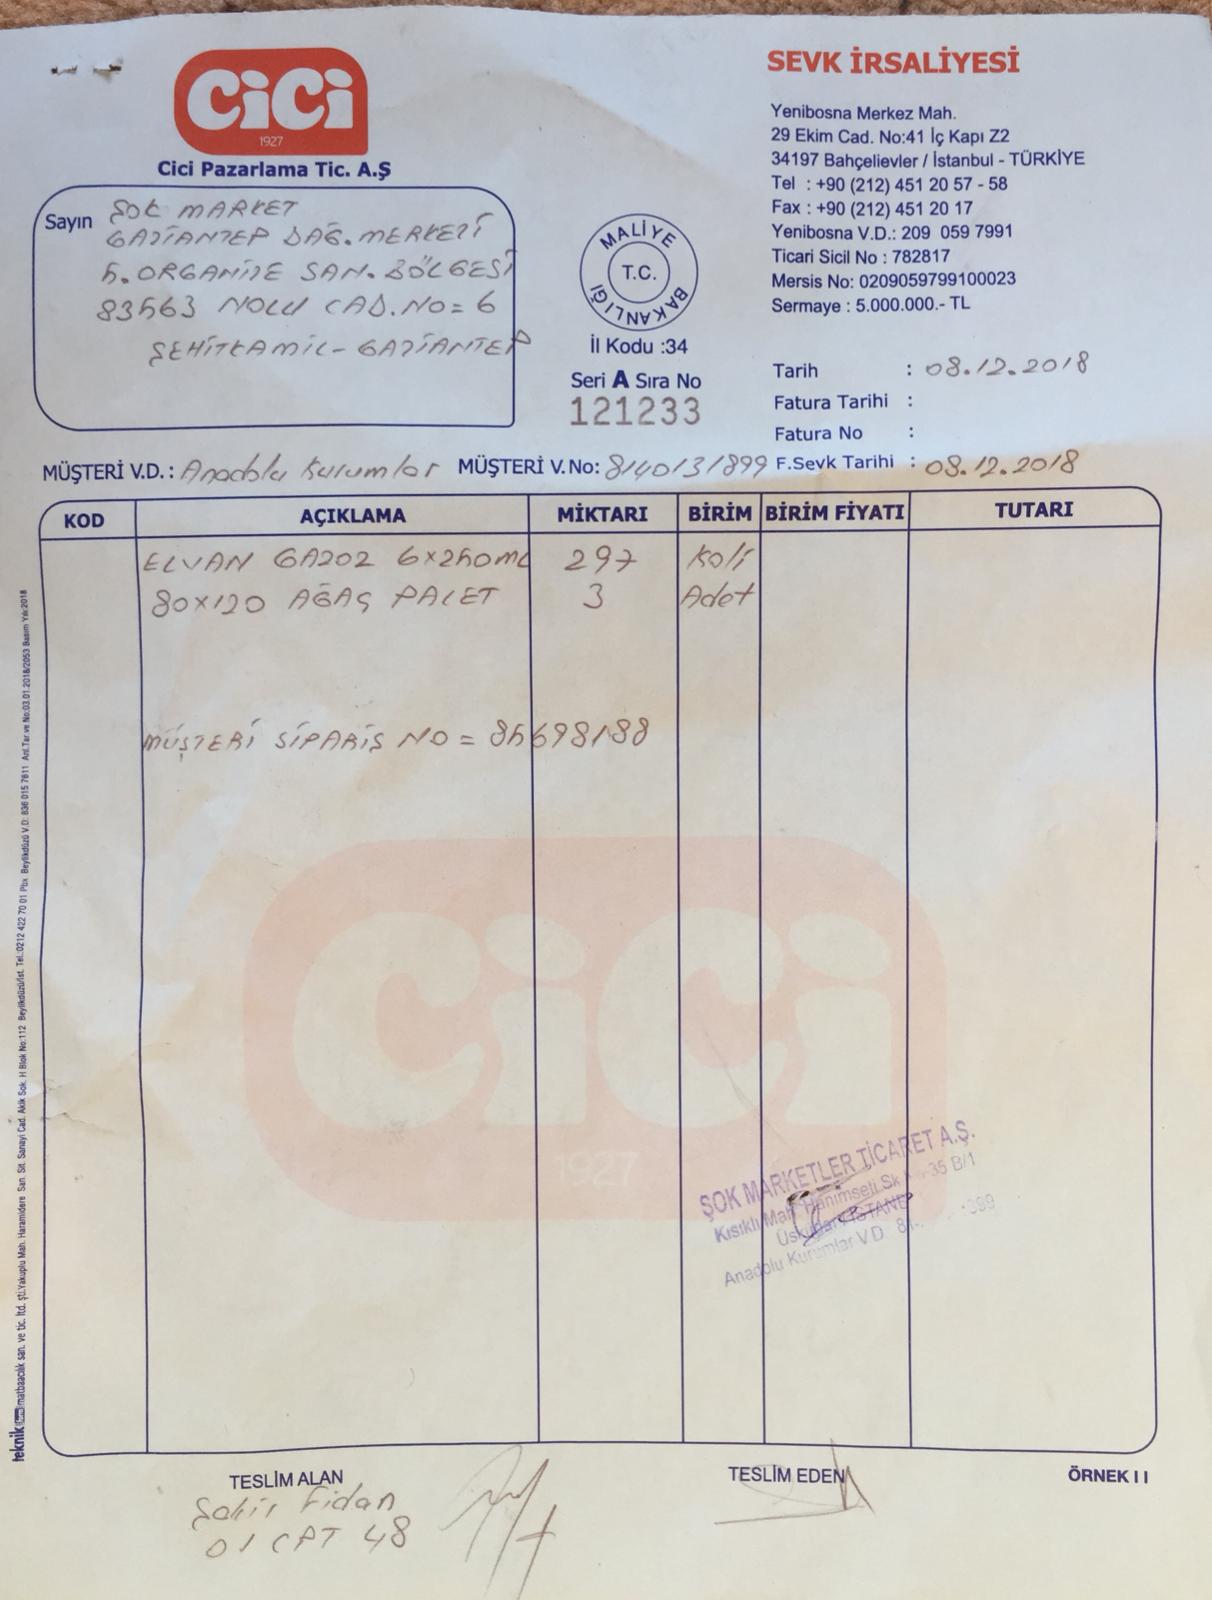 CiCi
1927
Cici Pazarlama Tic. A.Ş
SEVK İRSALİYESİ
Yenibosna Merkez Mah.
29 Ekim Cad. No:41 İç Kapı Z2
34197 Bahçelievler / İstanbul - TÜRKİYE
Tel : +90 (212) 451 20 57 - 58
Fax : +90 (212) 451 20 17
Yenibosna V.D.: 209 059 7991
Ticari Sicil No : 782817
Mersis No: 0209059799100023
Sermaye : 5.000.000.- TL
Sayın ŞOK MARKET
GAZİANTEP DAĞ.MERKEZİ
5.ORGANİZE SAN.BÖLGESİ
83563 NOLU CAD.NO=6
ŞEHİTKAMİL-GAZİANTEP
MALİYE BAKANLIĞI
T.C.
İl Kodu :34
Seri A Sıra No
121233
Tarih : 08.12.2018
Fatura Tarihi :
Fatura No :
MÜŞTERİ V.D.: Anadolu Kurumlar MÜŞTERİ V.No: 8140131899 F.Sevk Tarihi : 08.12.2018
KOD AÇIKLAMA MİKTARI BİRİM BİRİM FİYATI TUTARI
ELVAN GAZOZ 6x250ML 297 Koli
80x120 AĞAÇ PALET 3 Adet
MÜŞTERİ SİPARİŞ NO = 85698188
CiCi
1927
ŞOK MARKETLER TİCARET A.Ş.
Kısıklı Mah. Hanımseti Sk 35 B/1
Üsküdar
Anadolu Kurumlar V.D
TESLİM ALAN TESLİM EDEN ÖRNEK I I
Şakir Fidan
01 CPT 48
teknik matbaacılık san. ve tic. ltd. şti.Yakuplu Mah. Haramidere San. Sit. Sanayi Cad. Akik Sok. H Blok No:112 Beylikdüzü/İst. Tel.:0212 422 70 01 Pbx Beylikdüzü V.D: 836 015 7611 Anl.Tar.ve No:03.01.2018/2053 Basım Yılı:2018